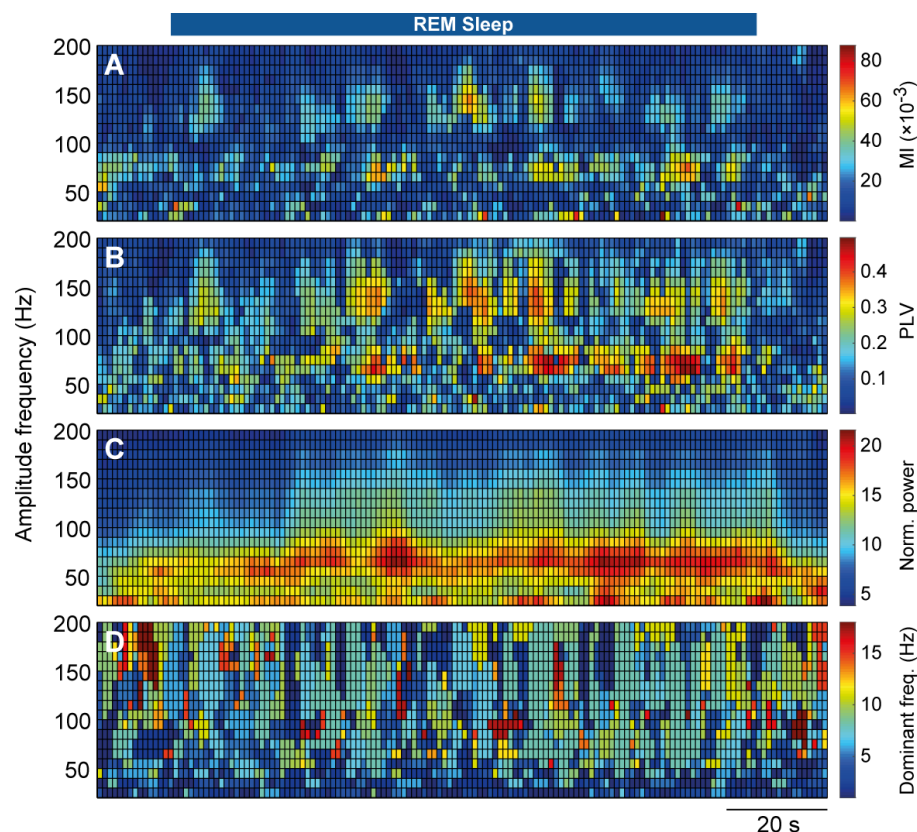 REM Sleep
A
200
150
100
50
80
60
40
20
MI (×10⁻³)
B
200
150
100
50
0.4
0.3
0.2
0.1
PLV
Amplitude frequency (Hz)
C
200
150
100
50
20
15
10
5
Norm. power
D
200
150
100
50
15
10
5
Dominant freq. (Hz)
20 s